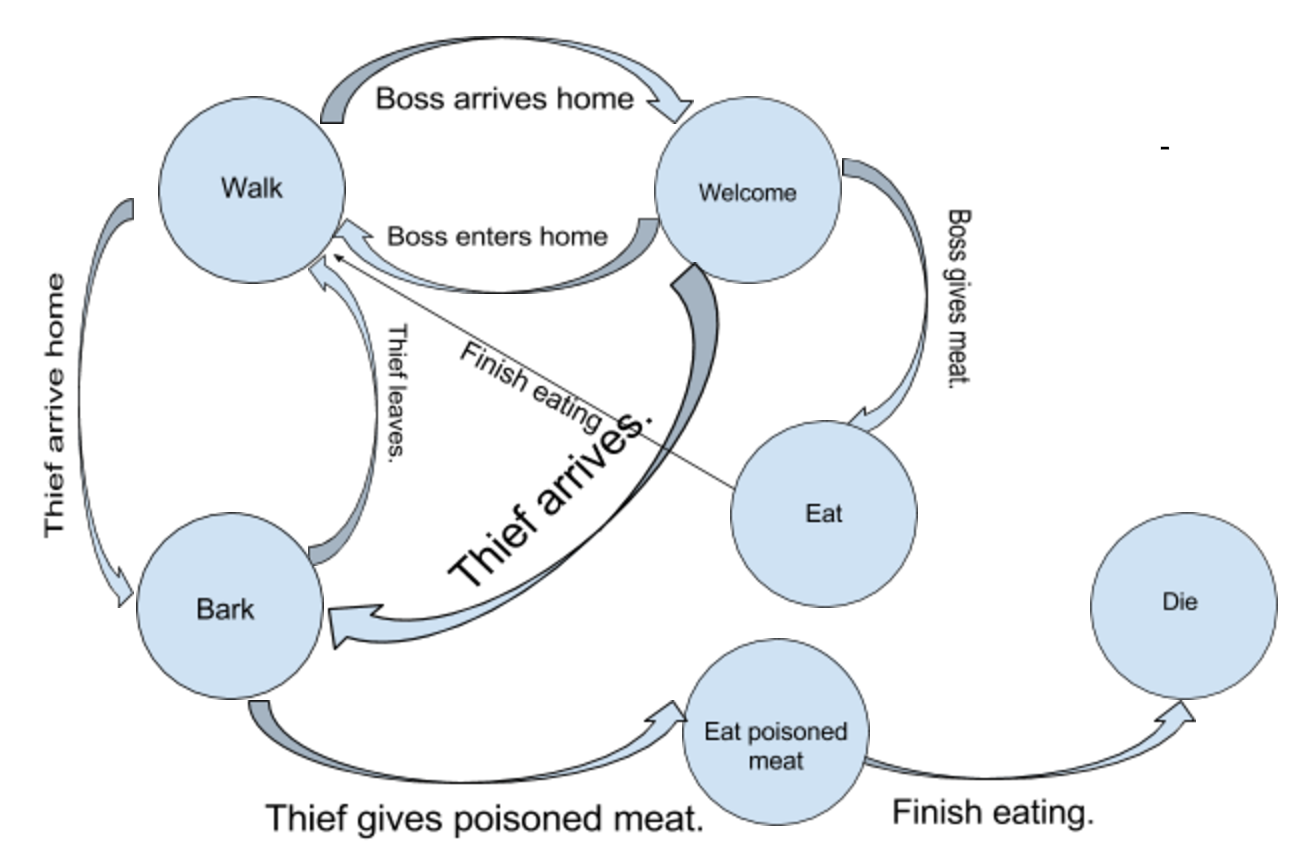 Boss arrives home
Walk
Welcome
Boss enters home
Boss gives meat.
Thief arrive home
Thief leaves.
Finish eating
Thief arrives.
Eat
Bark
Die
Eat poisoned
meat
Thief gives poisoned meat.
Finish eating.
-